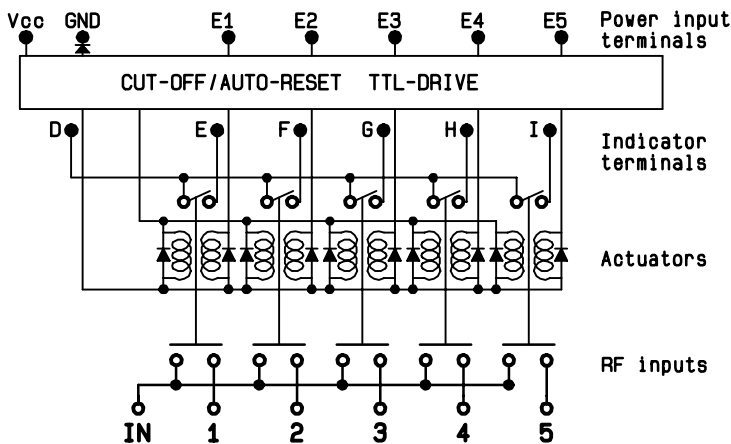 Vcc GND E1 E2 E3 E4 E5 Power input
terminals
CUT-OFF/AUTO-RESET TTL-DRIVE
D E F G H I Indicator
terminals
Actuators
RF inputs
IN 1 2 3 4 5